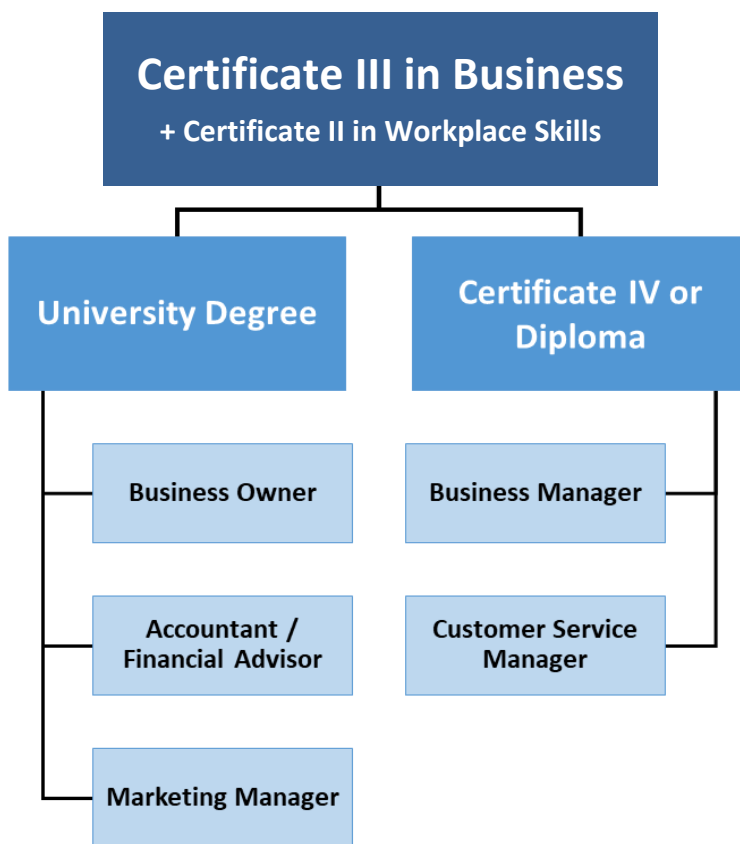 Certificate III in Business
+ Certificate II in Workplace Skills
University Degree
Certificate IV or
Diploma
Business Owner
Business Manager
Accountant /
Financial Advisor
Customer Service
Manager
Marketing Manager